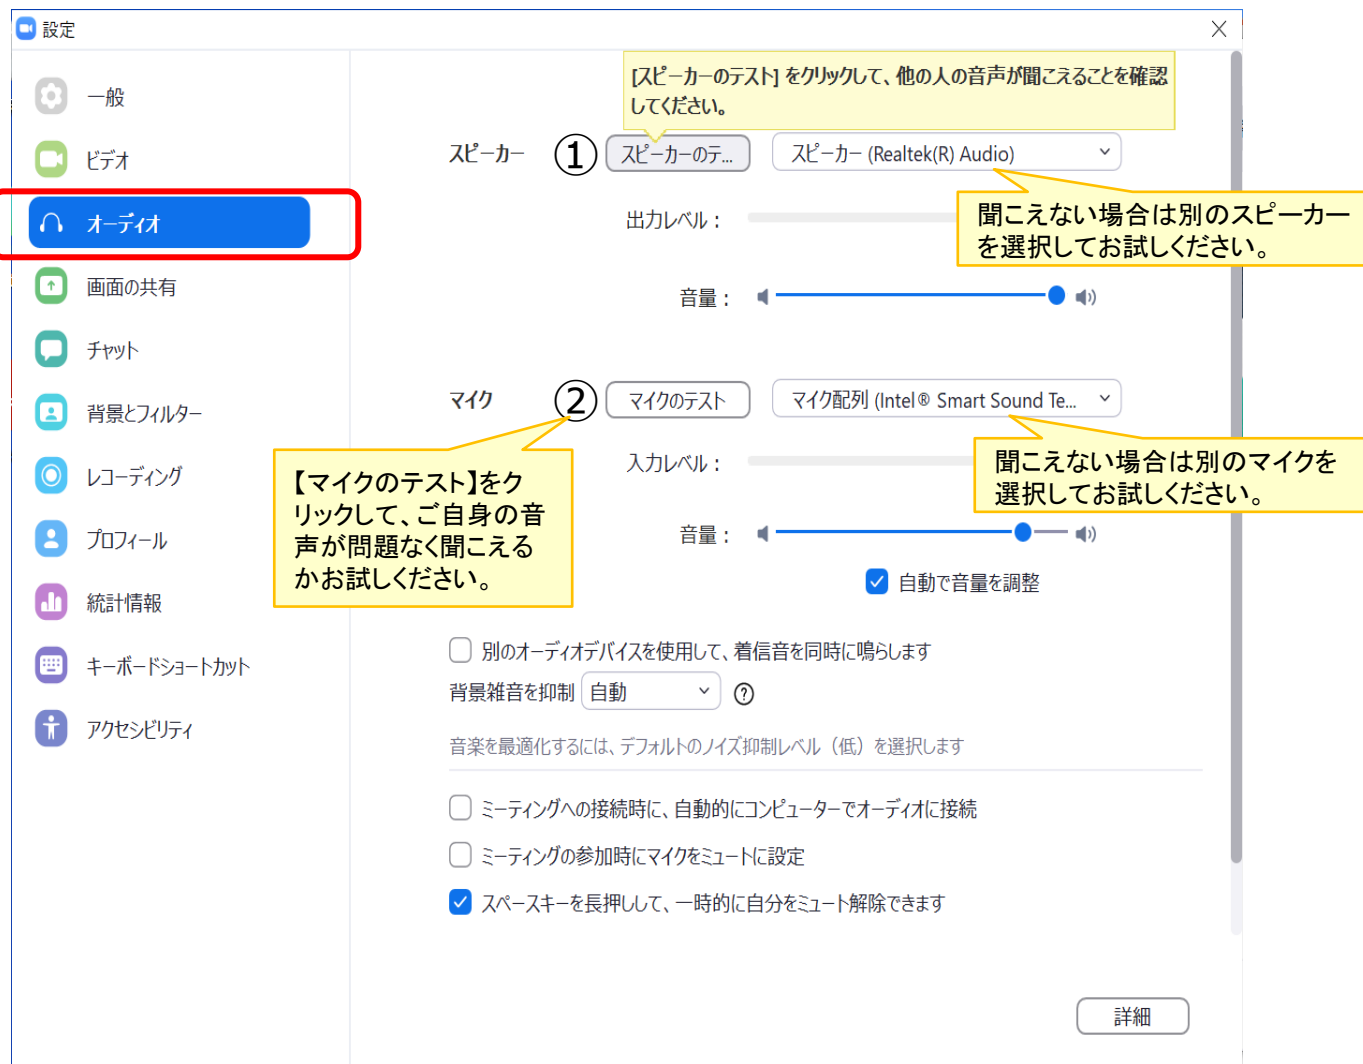 設定
一般
ビデオ
オーディオ
画面の共有
チャット
背景とフィルター
レコーディング
プロフィール
統計情報
キーボードショートカット
アクセシビリティ
[スピーカーのテスト] をクリックして、他の人の音声が聞こえることを確認
してください。
スピーカー
①
スピーカーのテ...
スピーカー (Realtek(R) Audio)
聞こえない場合は別のスピーカー
を選択してお試しください。
出力レベル：
音量：
マイク
②
マイクのテスト
マイク配列 (Intel® Smart Sound Te...
聞こえない場合は別のマイクを
選択してお試しください。
【マイクのテスト】をク
リックして、ご自身の音
声が問題なく聞こえる
かお試しください。
入力レベル：
音量：
自動で音量を調整
別のオーディオデバイスを使用して、着信音を同時に鳴らします
背景雑音を抑制 自動 ?
音楽を最適化するには、デフォルトのノイズ抑制レベル（低）を選択します
ミーティングへの接続時に、自動的にコンピューターでオーディオに接続
ミーティングの参加時にマイクをミュートに設定
スペースキーを長押しして、一時的に自分をミュート解除できます
詳細